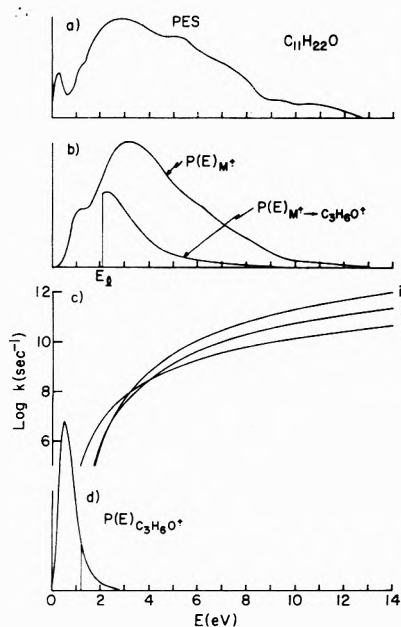 a)
PES
C₁₁H₂₂O
b)
P(E)M⁺
P(E)M⁺→C₃H₆O⁺
Eℓ
c)
12
10
8
6
Log k (sec⁻¹)
i
d)
P(E)C₃H₆O⁺
0 2 4 6 8 10 12 14
E(eV)